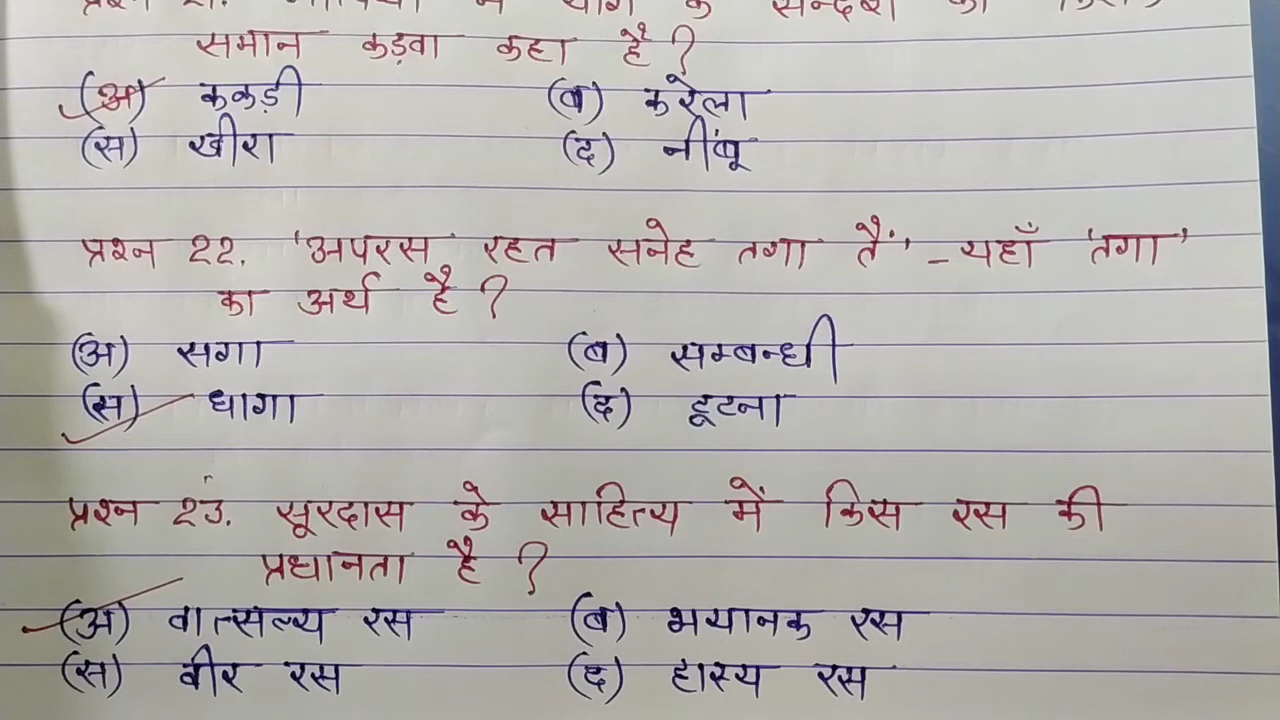 समान कड़वा कहा है?
(अ) ककड़ी (ब) करेला
(स) खीरा (द) नींबू
प्रश्न 22. 'अपरस रहत सनेह तगा तैं' - यहाँ 'तगा'
का अर्थ है?
(अ) सगा (ब) सम्बन्धी
(स) धागा (द) टूटना
प्रश्न 23. सूरदास के साहित्य में किस रस की
प्रधानता है?
(अ) वात्सल्य रस (ब) भयानक रस
(स) वीर रस (द) हास्य रस